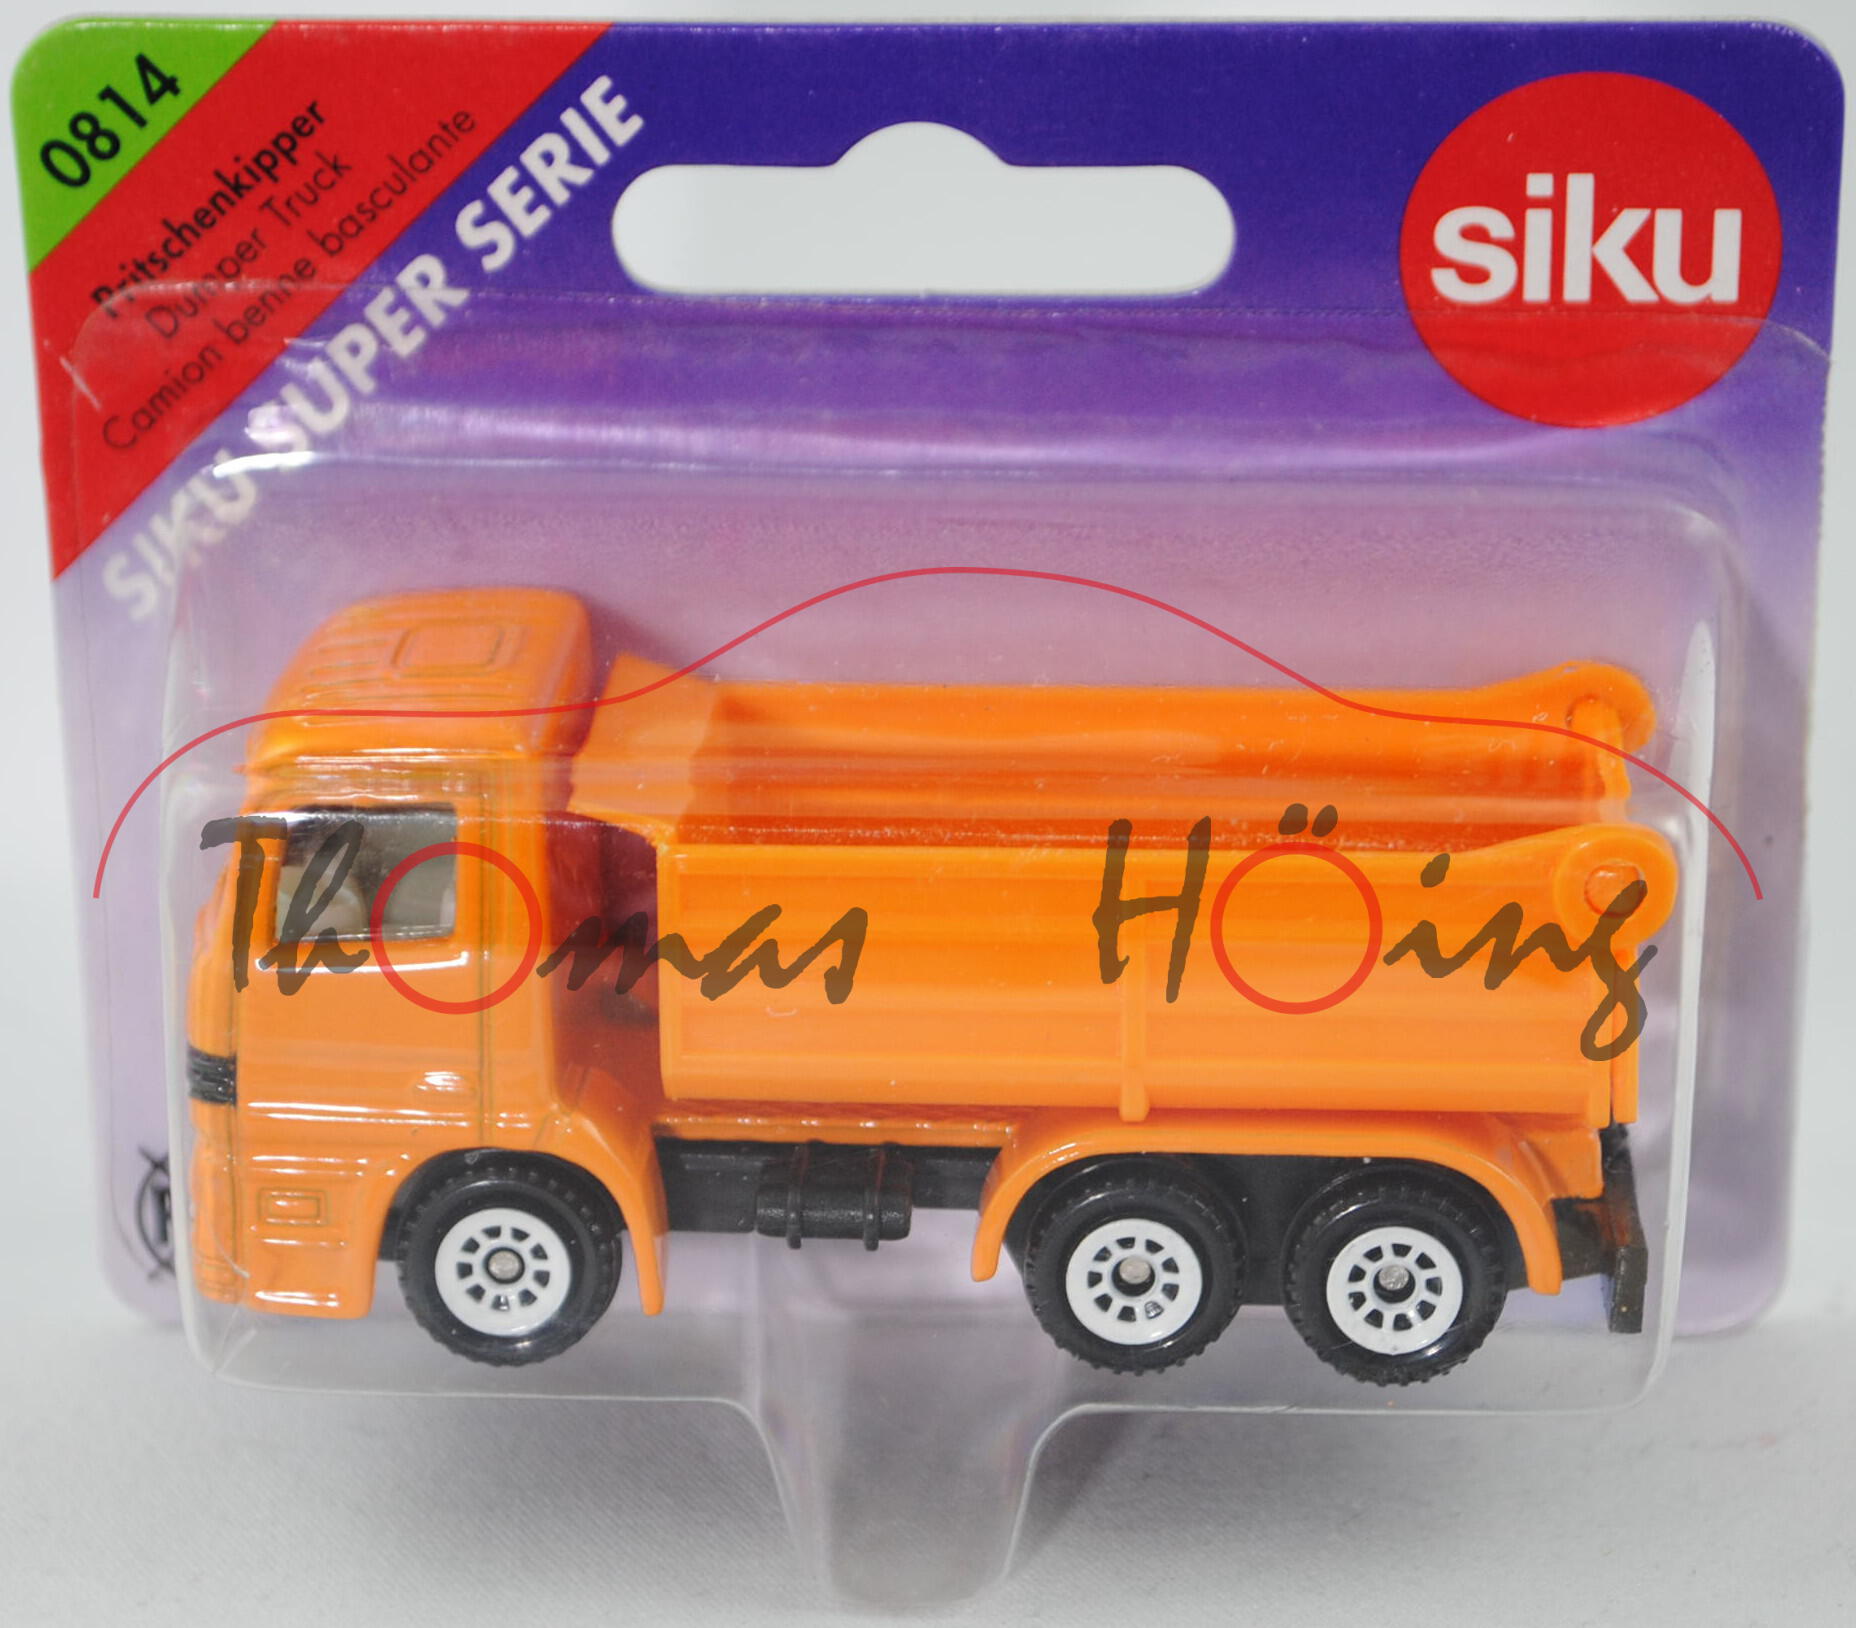 0814
Pritschenkipper
Dumper Truck
Camion benne basculante
SIKU SUPER SERIE
siku
Thomas Höing